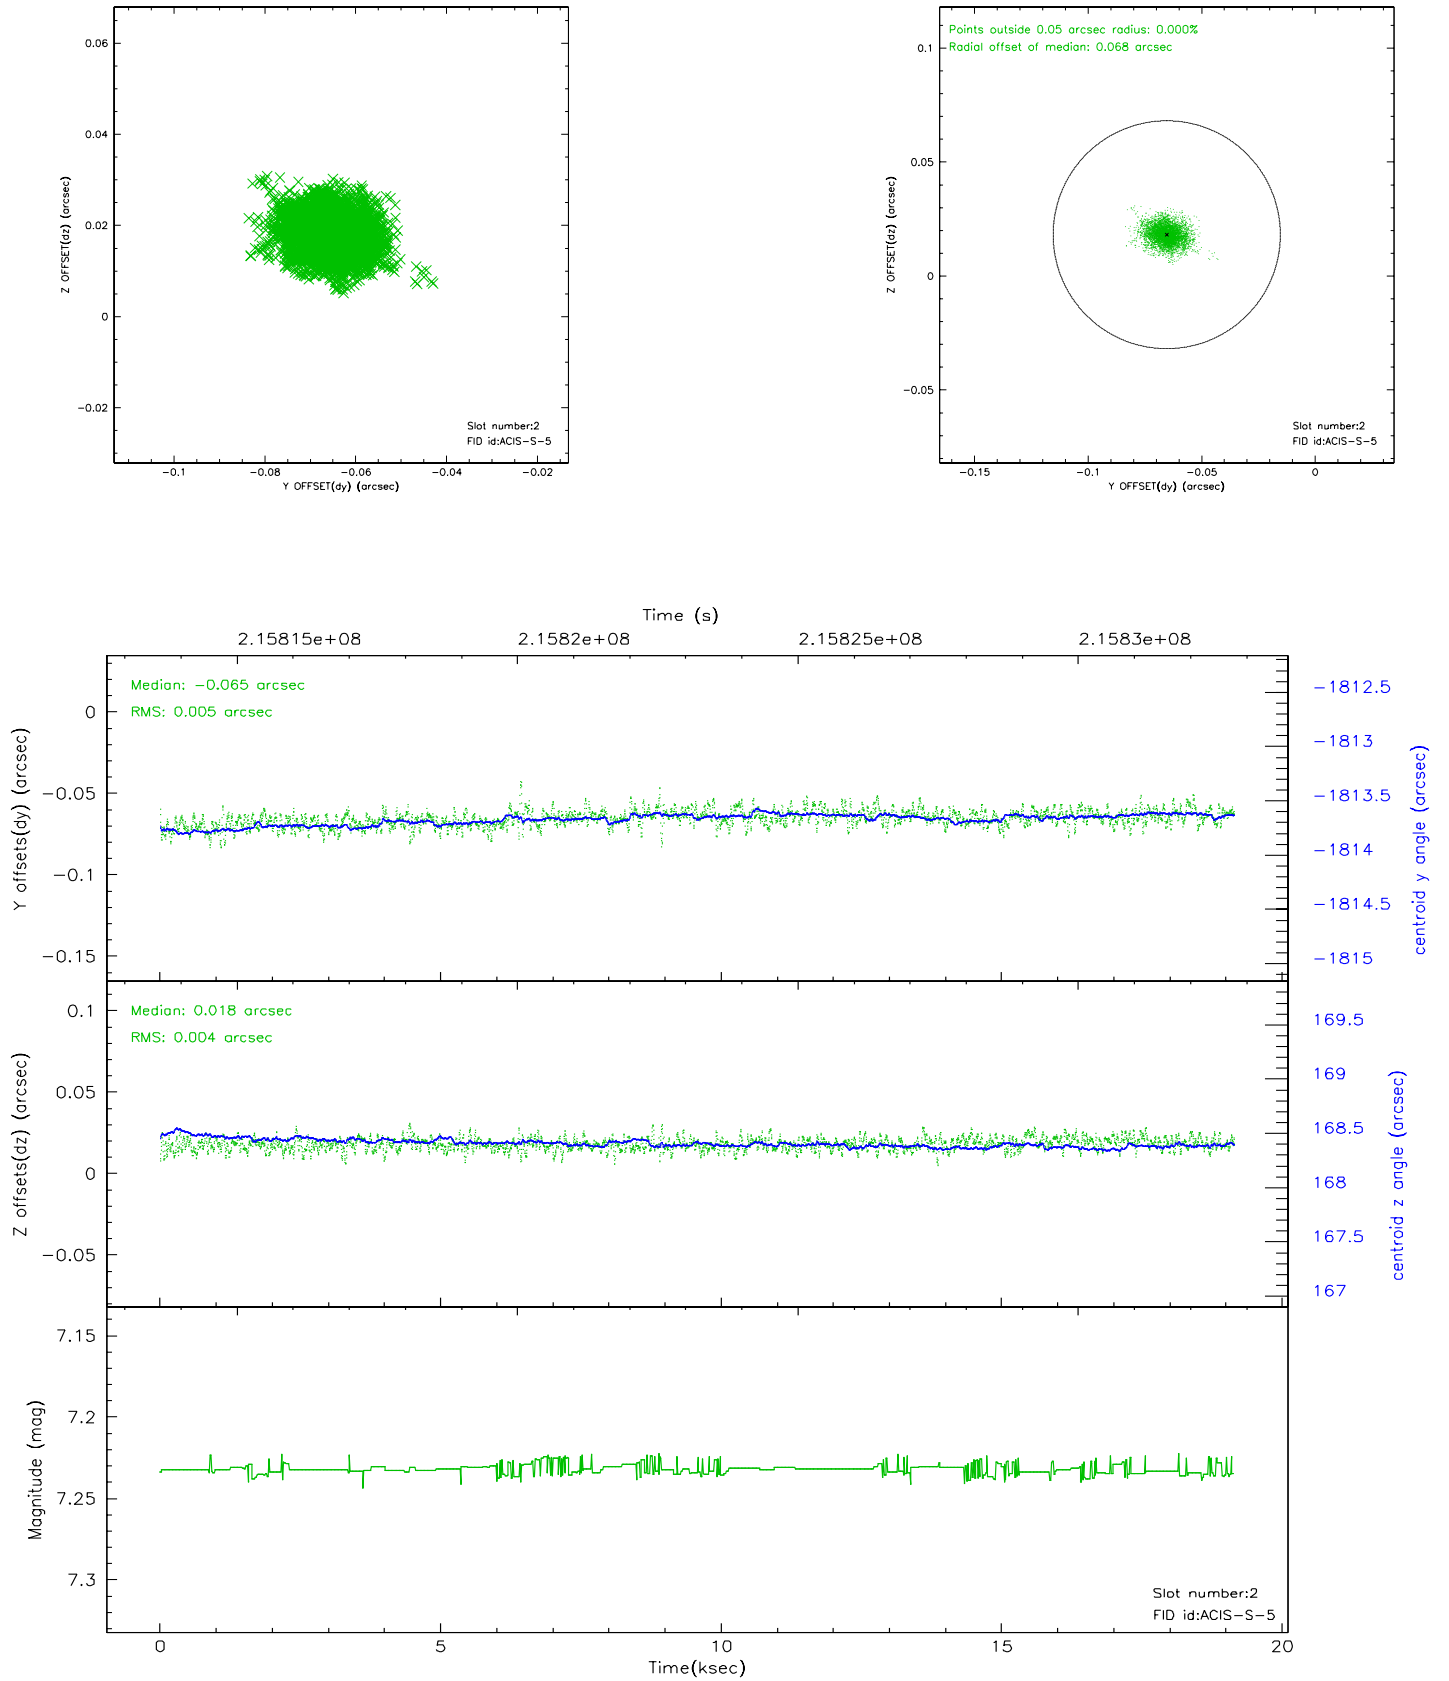 0.06
0.04
0.02
0
−0.02
Z OFFSET(dz) (arcsec)
Slot number:2
FID id:ACIS−S−5
−0.1
−0.08
−0.06
−0.04
−0.02
Y OFFSET(dy) (arcsec)
Points outside 0.05 arcsec radius: 0.000%
Radial offset of median: 0.068 arcsec
0.1
0.05
0
−0.05
Z OFFSET(dz) (arcsec)
Slot number:2
FID id:ACIS−S−5
−0.15
−0.1
−0.05
0
Y OFFSET(dy) (arcsec)
Time (s)
2.15815e+08
2.1582e+08
2.15825e+08
2.1583e+08
Median: −0.065 arcsec
RMS: 0.005 arcsec
0
−0.05
−0.1
−0.15
Y offsets(dy) (arcsec)
−1812.5
−1813
−1813.5
−1814
−1814.5
−1815
centroid y angle (arcsec)
Median: 0.018 arcsec
RMS: 0.004 arcsec
0.1
0.05
0
−0.05
Z offsets(dz) (arcsec)
169.5
169
168.5
168
167.5
167
centroid z angle (arcsec)
7.15
7.2
7.25
7.3
Magnitude (mag)
Slot number:2
FID id:ACIS−S−5
0
5
10
15
20
Time(ksec)